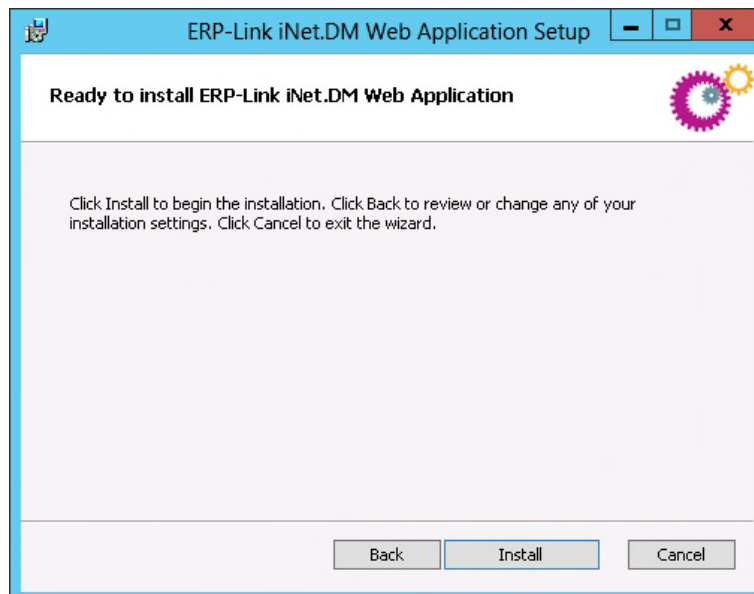 ERP-Link iNet.DM Web Application Setup
Ready to install ERP-Link iNet.DM Web Application
Click Install to begin the installation. Click Back to review or change any of your
installation settings. Click Cancel to exit the wizard.
Back Install Cancel